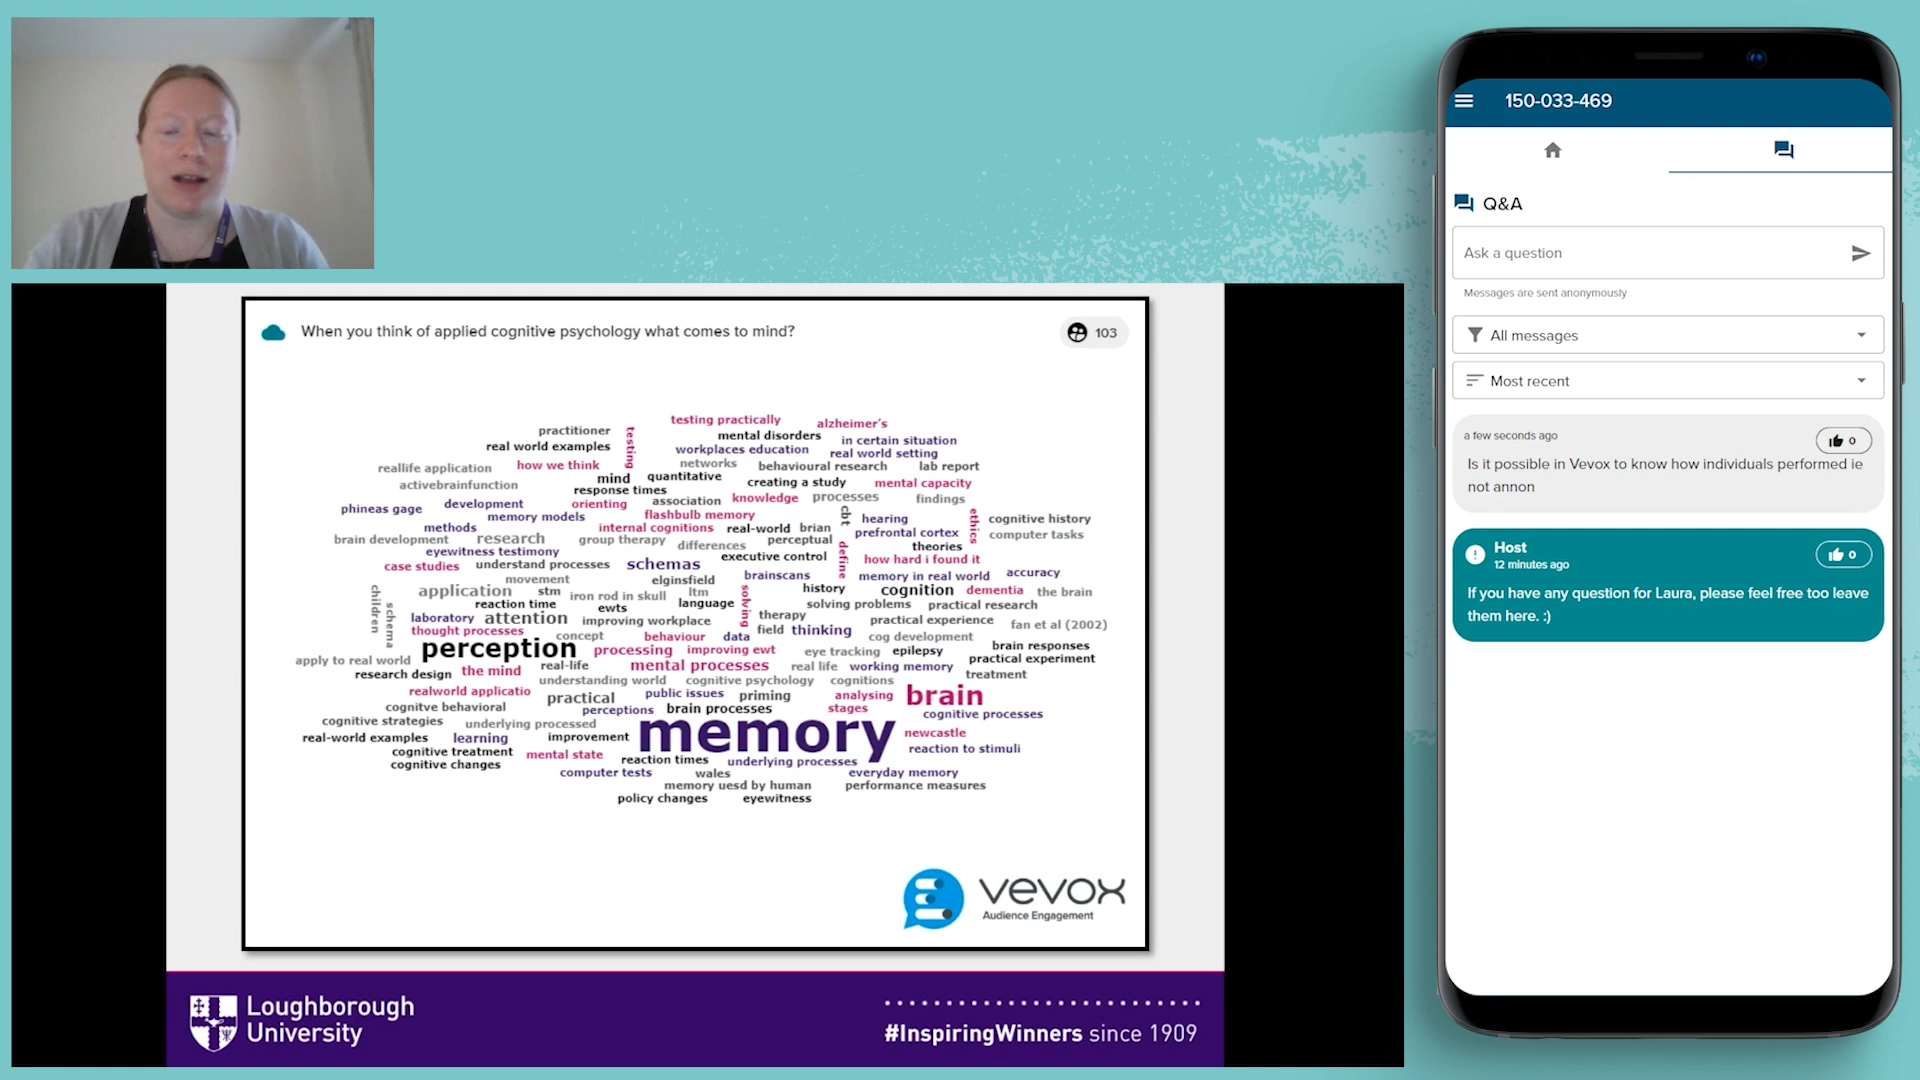 When you think of applied cognitive psychology what comes to mind?
103
testing practically
alzheimer's
practitioner
testing
mental disorders
in certain situation
real world examples
workplaces education
real world setting
reallife application
how we think
networks
behavioural research
lab report
activebrainfunction
mind
quantitative
creating a study
mental capacity
response times
phineas gage
development
orienting
association
knowledge
processes
findings
memory models
flashbulb memory
cbt
hearing
ethics
cognitive history
methods
internal cognitions
real-world
brian
prefrontal cortex
computer tasks
brain development
research
group therapy
differences
perceptual
define
theories
eyewitness testimony
executive control
how hard i found it
case studies
understand processes
schemas
brainscans
memory in real world
accuracy
movement
elginsfield
history
cognition
dementia
the brain
children
application
stm
iron rod in skull
ltm
solving
schema
reaction time
ewts
language
therapy
solving problems
practical research
laboratory
attention
improving workplace
practical experience
fan et al (2002)
thought processes
concept
behaviour
data
field
thinking
cog development
perception
processing
improving ewt
eye tracking
epilepsy
brain responses
apply to real world
real-life
mental processes
real life
working memory
practical experiment
research design
the mind
understanding world
cognitive psychology
cognitions
treatment
realworld applicatio
practical
public issues
priming
analysing
brain
cognitve behavioral
perceptions
brain processes
stages
cognitive processes
cognitive strategies
underlying processed
memory
newcastle
real-world examples
learning
improvement
reaction to stimuli
cognitive treatment
mental state
reaction times
underlying processes
cognitive changes
computer tests
wales
everyday memory
memory uesd by human
performance measures
policy changes
eyewitness
vevox
Audience Engagement
Loughborough
University
#InspiringWinners since 1909
150-033-469
Q&A
Ask a question
Messages are sent anonymously
All messages
Most recent
a few seconds ago
0
Is it possible in Vevox to know how individuals performed ie
not annon
Host
12 minutes ago
0
If you have any question for Laura, please feel free too leave
them here. :)